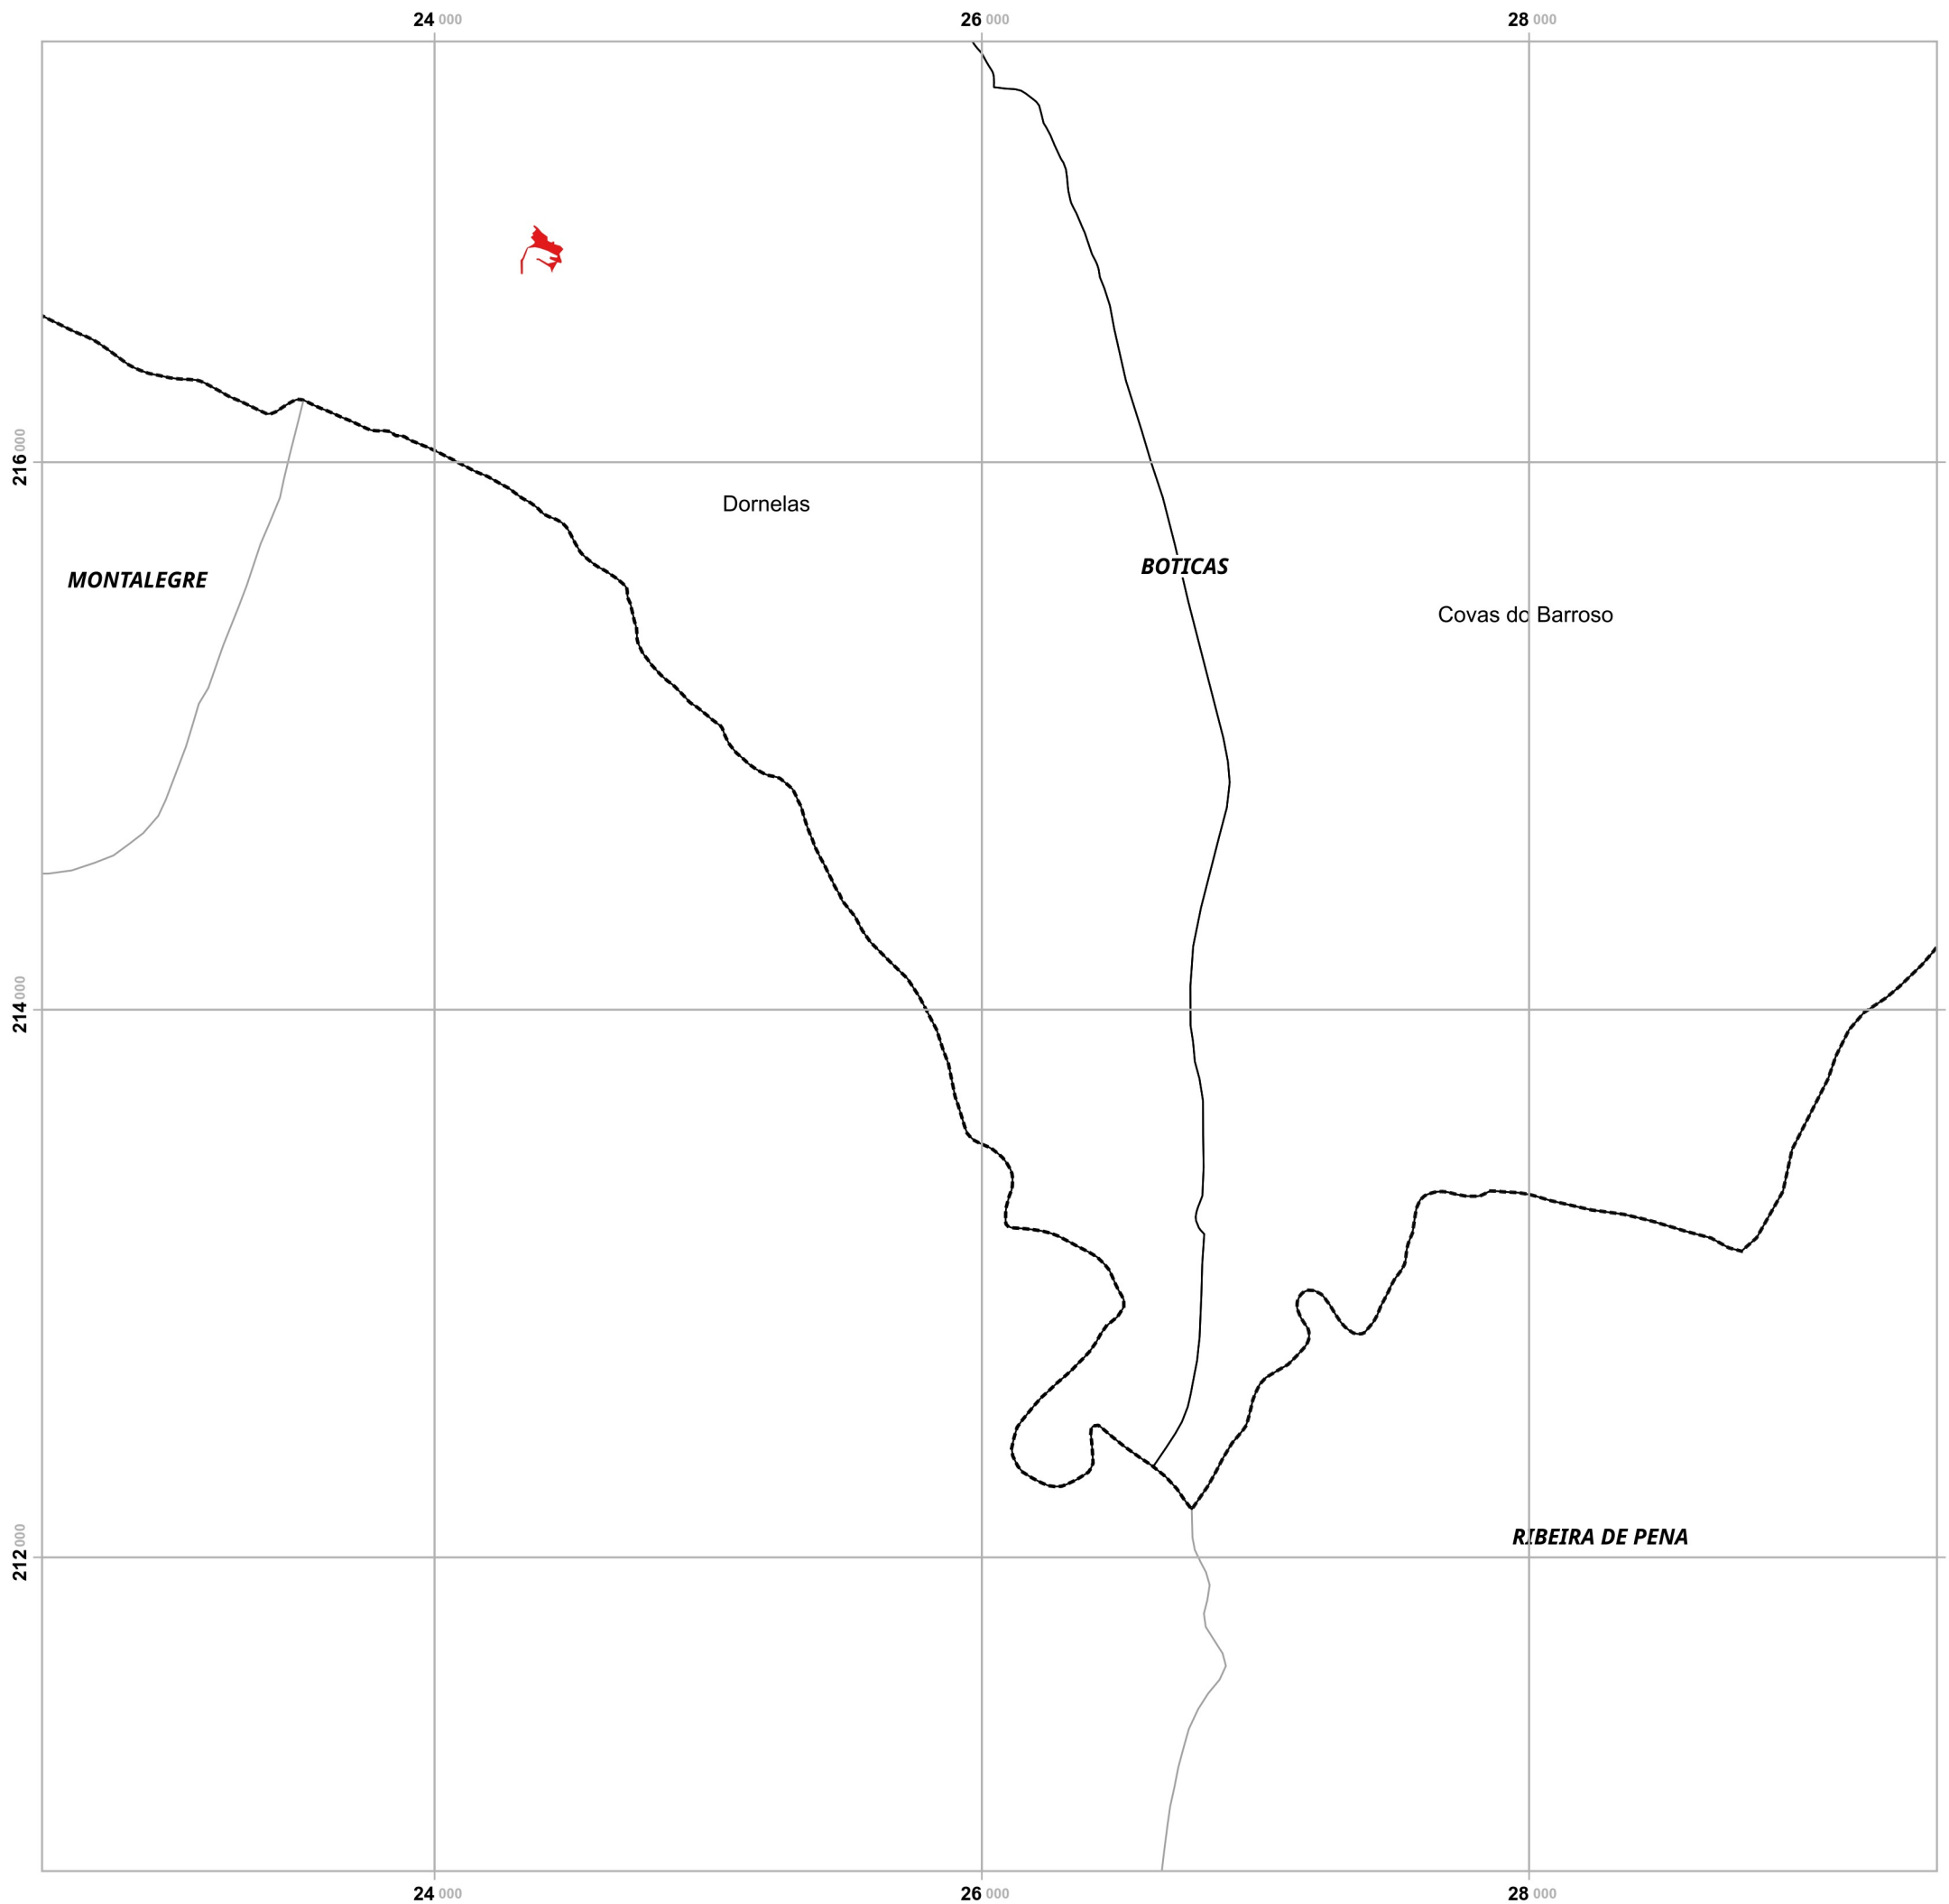 24 000
26 000
28 000
216 000
Dornelas
BOTICAS
MONTALEGRE
Covas do Barroso
214 000
RIBEIRA DE PENA
212 000
24 000
26 000
28 000